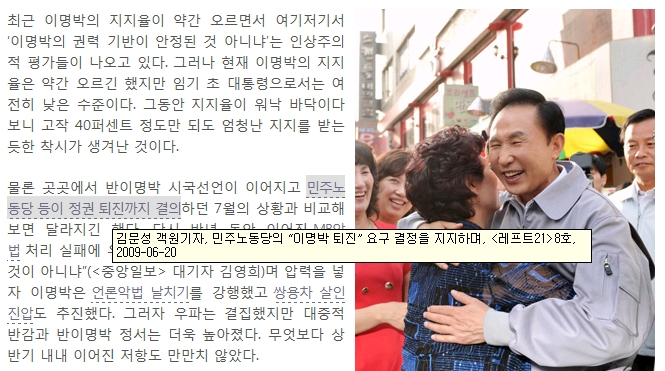 최근 이명박의 지지율이 약간 오르면서 여기저기서
‘이명박의 권력 기반이 안정된 것 아니냐’는 인상주의
적 평가들이 나오고 있다. 그러나 현재 이명박의 지지
율은 약간 오르긴 했지만 임기 초 대통령으로서는 여
전히 낮은 수준이다. 그동안 지지율이 워낙 바닥이다
보니 고작 40퍼센트 정도만 되도 엄청난 지지를 받는
듯한 착시가 생겨난 것이다.
물론 곳곳에서 반이명박 시국선언이 이어지고 민주노
동당 등이 정권 퇴진까지 결의하던 7월의 상황과 비교해
보면 달라지긴 했다. 당시 반년 동안 이어진 MB악
법 처리 실패에
김문성 객원기자, 민주노동당의 “이명박 퇴진” 요구 결정을 지지하며, <레프트21>8호,
2009-06-20
것이 아니냐”(<중앙일보> 대기자 김영희)며 압력을 넣
자 이명박은 언론악법 날치기를 강행했고 쌍용차 살인
진압도 추진했다. 그러자 우파는 결집했지만 대중적
반감과 반이명박 정서는 더욱 높아졌다. 무엇보다 상
반기 내내 이어진 저항도 만만치 않았다.